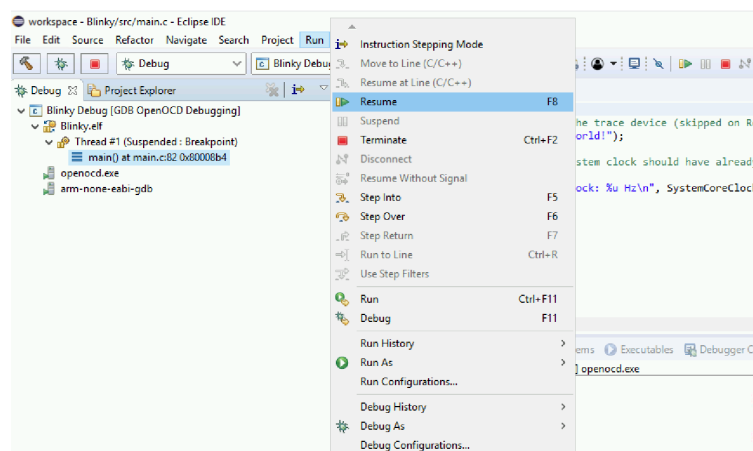 workspace - Blinky/src/main.c - Eclipse IDE
File Edit Source Refactor Navigate Search Project Run
Debug
Blinky Debu
Debug
Project Explorer
Blinky Debug [GDB OpenOCD Debugging]
Blinky.elf
Thread #1 (Suspended : Breakpoint)
main() at main.c:82 0x80008b4
openocd.exe
arm-none-eabi-gdb
Instruction Stepping Mode
Move to Line (C/C++)
Resume at Line (C/C++)
Resume F8
Suspend
Terminate Ctrl+F2
Disconnect
Resume Without Signal
Step Into F5
Step Over F6
Step Return F7
Run to Line Ctrl+R
Use Step Filters
Run Ctrl+F11
Debug F11
Run History
Run As
Run Configurations...
Debug History
Debug As
Debug Configurations...
he trace device (skipped on R
orld!");
stem clock should have alread
ock: %u Hz\n", SystemCoreCloc
ems Executables Debugger C
] openocd.exe